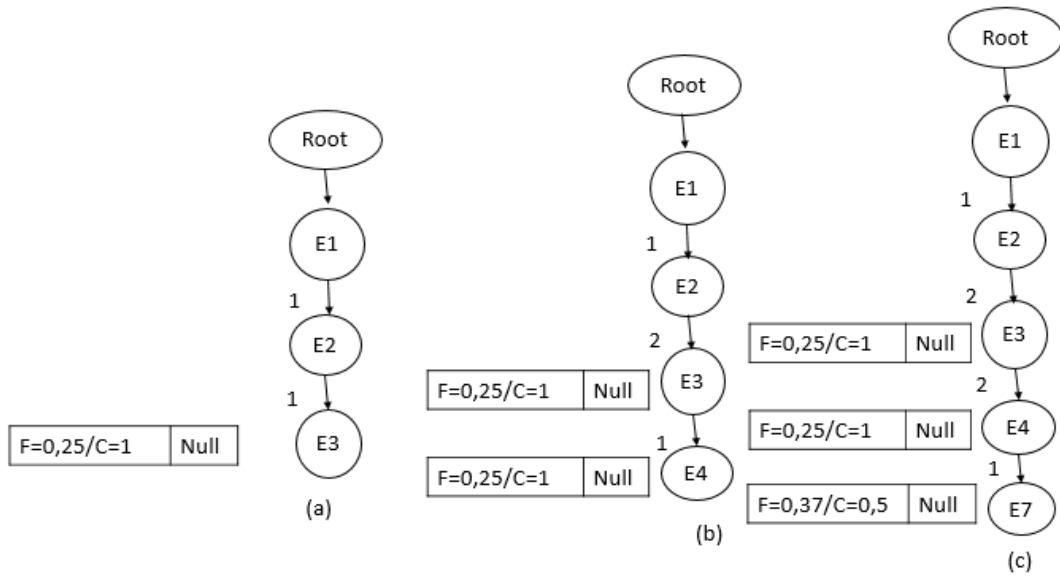 Root
E1
1
E2
1
E3
F=0,25/C=1 Null
(a)
Root
E1
1
E2
2
E3
F=0,25/C=1 Null
1
E4
F=0,25/C=1 Null
(b)
Root
E1
1
E2
2
E3
F=0,25/C=1 Null
2
E4
F=0,25/C=1 Null
1
E7
F=0,37/C=0,5 Null
(c)